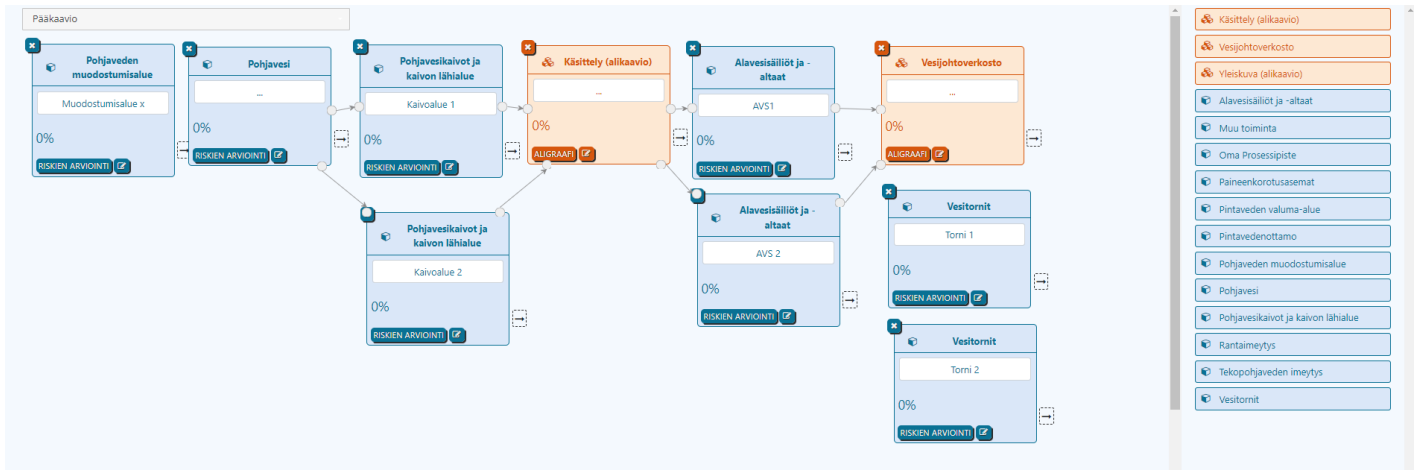 Pääkaavio
Pohjaveden
muodostumisalue
Muodostumisalue x
0%
RISKIEN ARVIOINTI
Pohjavesi
...
0%
RISKIEN ARVIOINTI
Pohjavesikaivot ja
kaivon lähialue
Kaivoalue 1
0%
RISKIEN ARVIOINTI
Käsittely (alikaavio)
...
0%
ALIGRAAFI
Alavesisäiliöt ja -
altaat
AVS1
0%
RISKIEN ARVIOINTI
Vesijohtoverkosto
...
0%
ALIGRAAFI
Pohjavesikaivot ja
kaivon lähialue
Kaivoalue 2
0%
RISKIEN ARVIOINTI
Alavesisäiliöt ja -
altaat
AVS 2
0%
RISKIEN ARVIOINTI
Vesitornit
Torni 1
0%
RISKIEN ARVIOINTI
Vesitornit
Torni 2
0%
RISKIEN ARVIOINTI
Käsittely (alikaavio)
Vesijohtoverkosto
Yleiskuva (alikaavio)
Alavesisäiliöt ja -altaat
Muu toiminta
Oma Prosessipiste
Paineenkorotusasemat
Pintaveden valuma-alue
Pintavedenottamo
Pohjaveden muodostumisalue
Pohjavesi
Pohjavesikaivot ja kaivon lähialue
Rantaimeytys
Tekopohjaveden imeytys
Vesitornit